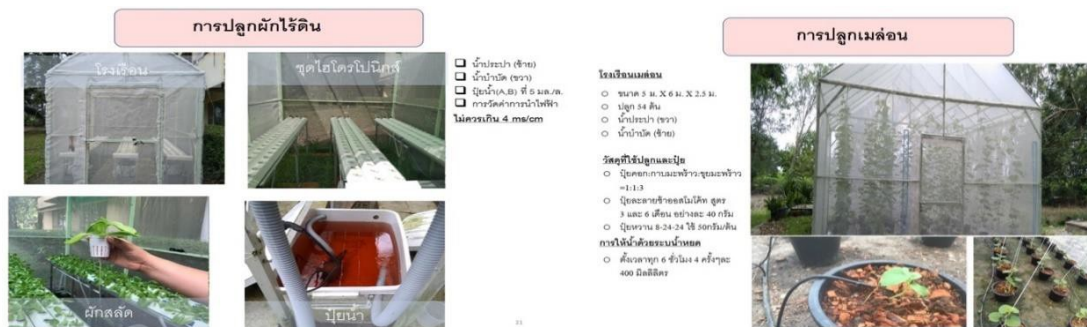 การปลูกผักไร้ดิน
โรงเรือน
ชุดไฮโดรโปนิกส์
น้ำประปา (ซ้าย)
น้ำบำบัด (ขวา)
ปุ๋ยน้ำ(A,B) ที่ 5 มล./ล.
การวัดค่าการนำไฟฟ้า
ไม่ควรเกิน 4 ms/cm
ผักสลัด
ปุ๋ยน้ำ
การปลูกเมล่อน
โรงเรือนเมล่อน
ขนาด 5 ม. X 6 ม. X 2.5 ม.
ปลูก 54 ต้น
น้ำประปา (ขวา)
น้ำบำบัด (ซ้าย)
วัสดุที่ใช้ปลูกและปุ๋ย
ปุ๋ยคอก:กาบมะพร้าว:ขุยมะพร้าว
=1:1:3
ปุ๋ยละลายช้าออสโมโค้ท สูตร
3 และ 6 เดือน อย่างละ 40 กรัม
ปุ๋ยหวาน 8-24-24 ใช้ 50กรัม/ต้น
การให้น้ำด้วยระบบน้ำหยด
ตั้งเวลาทุก 6 ชั่วโมง 4 ครั้งๆละ
400 มิลลิลิตร